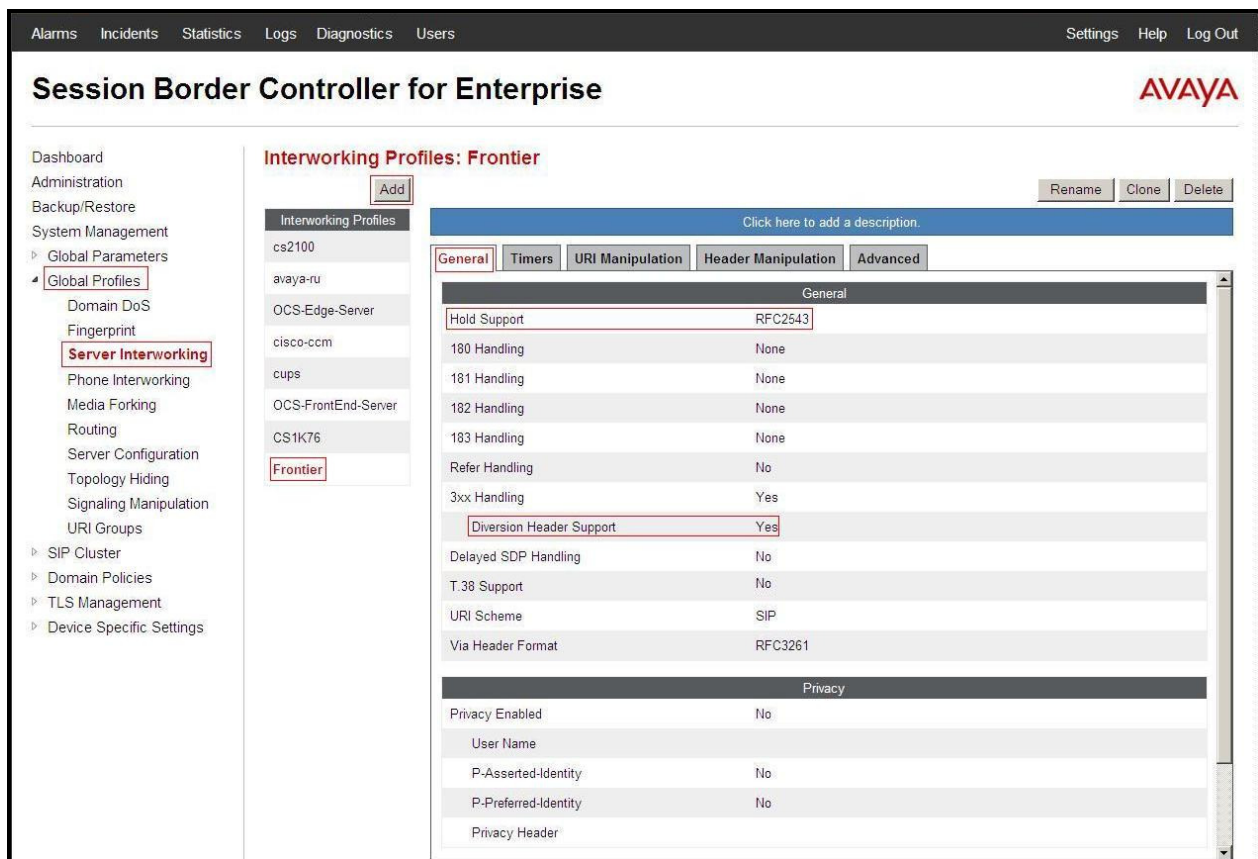 Alarms Incidents Statistics Logs Diagnostics Users Settings Help Log Out
Session Border Controller for Enterprise
AVAYA
Dashboard
Administration
Backup/Restore
System Management
Global Parameters
Global Profiles
Domain DoS
Fingerprint
Server Interworking
Phone Interworking
Media Forking
Routing
Server Configuration
Topology Hiding
Signaling Manipulation
URI Groups
SIP Cluster
Domain Policies
TLS Management
Device Specific Settings
Interworking Profiles: Frontier
Add
Rename Clone Delete
Interworking Profiles
cs2100
avaya-ru
OCS-Edge-Server
cisco-ccm
cups
OCS-FrontEnd-Server
CS1K76
Frontier
Click here to add a description.
General Timers URI Manipulation Header Manipulation Advanced
General
Hold Support RFC2543
180 Handling None
181 Handling None
182 Handling None
183 Handling None
Refer Handling No
3xx Handling Yes
Diversion Header Support Yes
Delayed SDP Handling No
T.38 Support No
URI Scheme SIP
Via Header Format RFC3261
Privacy
Privacy Enabled No
User Name
P-Asserted-Identity No
P-Preferred-Identity No
Privacy Header